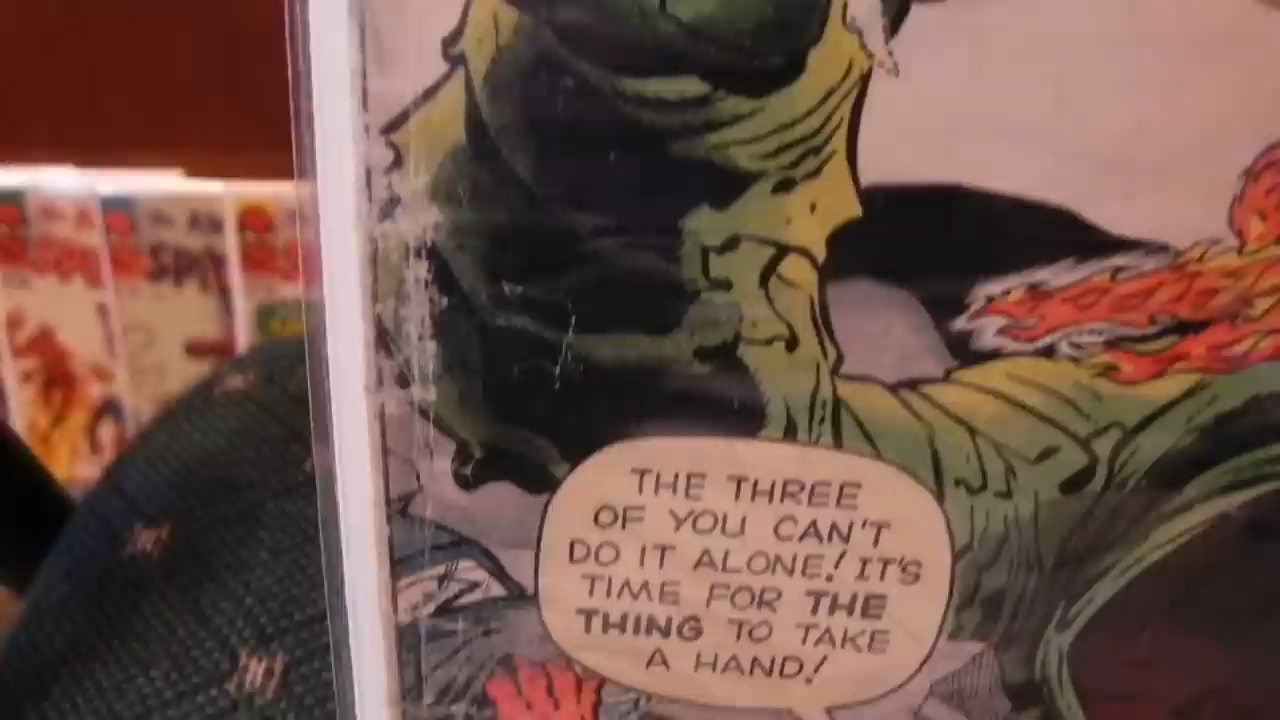 THE THREE
OF YOU CAN'T
DO IT ALONE! IT'S
TIME FOR THE
THING TO TAKE
A HAND!